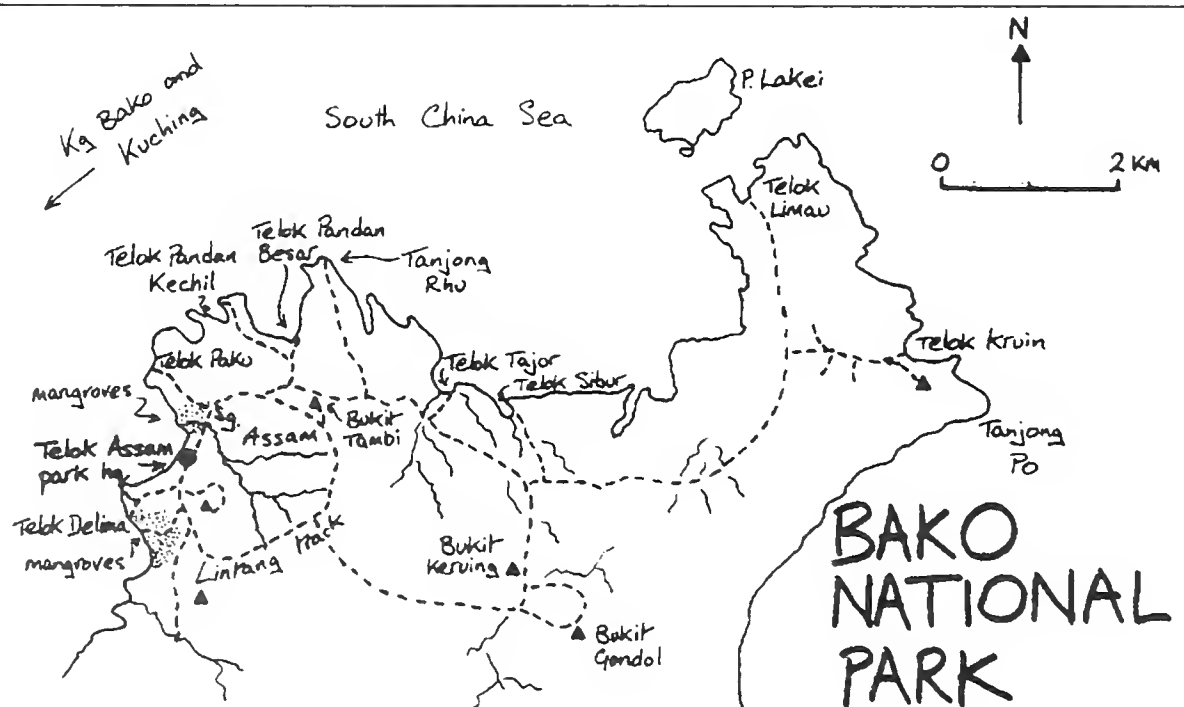 N
P. Lakei
Kg Bako and
Kuching
South China Sea
0 2 KM
Telok
Limau
Telok Pandan
Besar
Telok Pandan
Kechil
Tanjong
Rhu
Telok Paku
Telok Tajor
Telok Sibur
Telok Kruin
mangroves
Sg.
Assam
Bukit
Tambi
Telok Assam
park hq
Tanjong
Po
Telok Delima
mangroves
Lintang
track
Bukit
Keruing
Bukit
Gondol
BAKO
NATIONAL
PARK